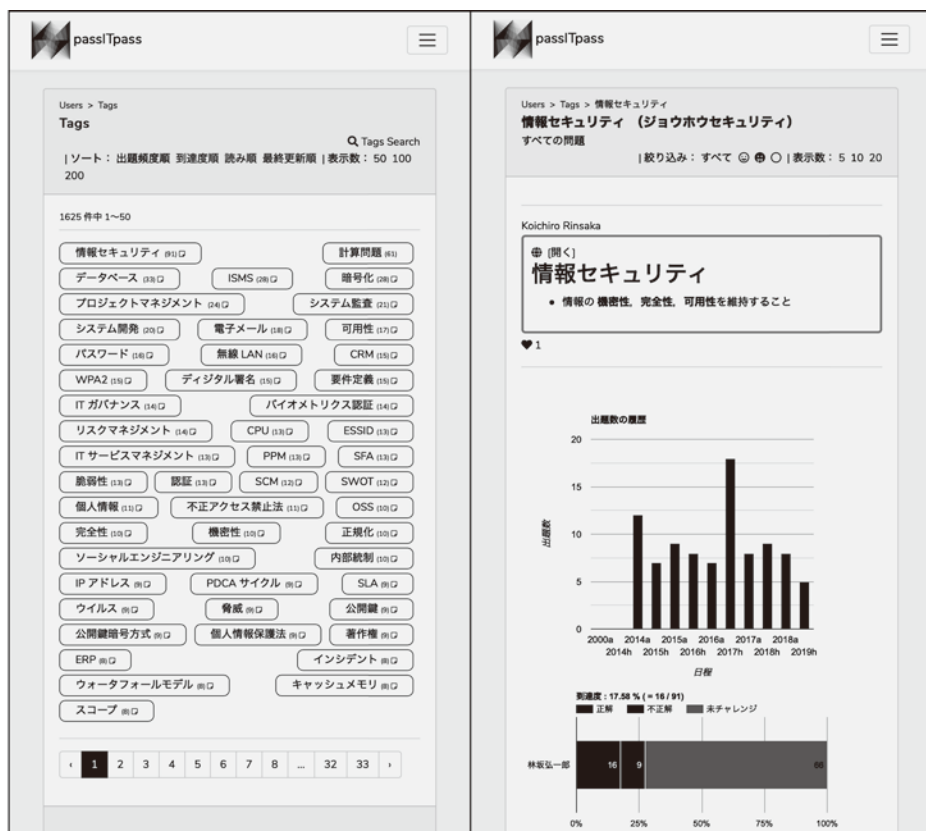 passITpass
Users > Tags
Tags
Tags Search
|ソート： 出題頻度順 到達度順 読み順 最終更新順 |表示数： 50 100
200
1625 件中 1〜50
情報セキュリティ (91) 計算問題 (61)
データベース (33) ISMS (28) 暗号化 (28)
プロジェクトマネジメント (24) システム監査 (21)
システム開発 (20) 電子メール (18) 可用性 (17)
パスワード (16) 無線 LAN (16) CRM (15)
WPA2 (15) ディジタル署名 (15) 要件定義 (15)
IT ガバナンス (14) バイオメトリクス認証 (14)
リスクマネジメント (14) CPU (13) ESSID (13)
IT サービスマネジメント (13) PPM (13) SFA (13)
脆弱性 (13) 認証 (13) SCM (12) SWOT (12)
個人情報 (11) 不正アクセス禁止法 (11) OSS (10)
完全性 (10) 機密性 (10) 正規化 (10)
ソーシャルエンジニアリング (10) 内部統制 (10)
IP アドレス (9) PDCA サイクル (9) SLA (9)
ウイルス (9) 脅威 (9) 公開鍵 (9)
公開鍵暗号方式 (9) 個人情報保護法 (9) 著作権 (9)
ERP (8) インシデント (8)
ウォータフォールモデル (8) キャッシュメモリ (8)
スコープ (8)
‹ 1 2 3 4 5 6 7 8 ... 32 33 ›
passITpass
Users > Tags > 情報セキュリティ
情報セキュリティ （ジョウホウセキュリティ）
すべての問題
|絞り込み： すべて |表示数： 5 10 20
Koichiro Rinsaka
[開く]
情報セキュリティ
• 情報の 機密性, 完全性, 可用性を維持すること
1
出題数の履歴
20
15
10
5
0
出題数
2000a 2014a 2015a 2016a 2017a 2018a
2014h 2015h 2016h 2017h 2018h 2019h
日程
到達度 : 17.58 % ( = 16 / 91)
正解 不正解 未チャレンジ
林坂弘一郎 16 9 66
0% 25% 50% 75% 100%